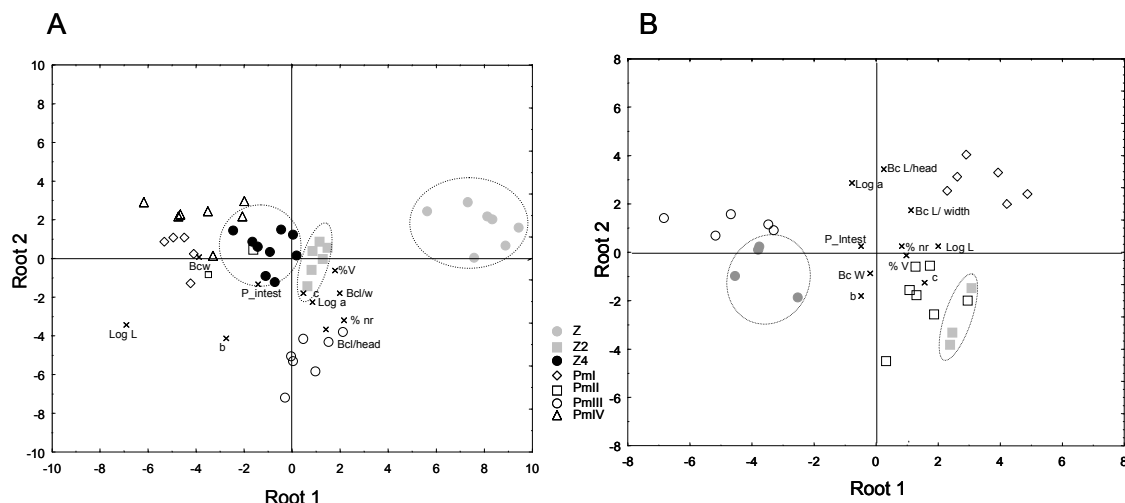 A
B
10
8
6
4
2
0
-2
-4
-6
-8
-10
-10 -8 -6 -4 -2 0 2 4 6 8 10
Root 2
Root 1
Bcw
P_intest
Log L
b
%V
c
Bcl/w
Log a
% nr
Bcl/head
Z
Z2
Z4
PmI
PmII
PmIII
PmIV
8
6
4
2
0
-2
-4
-6
-8
-8 -6 -4 -2 0 2 4 6 8
Root 2
Root 1
Bc L/head
Log a
Bc L/ width
P_Intest
% nr
Log L
% V
Bc W
c
b